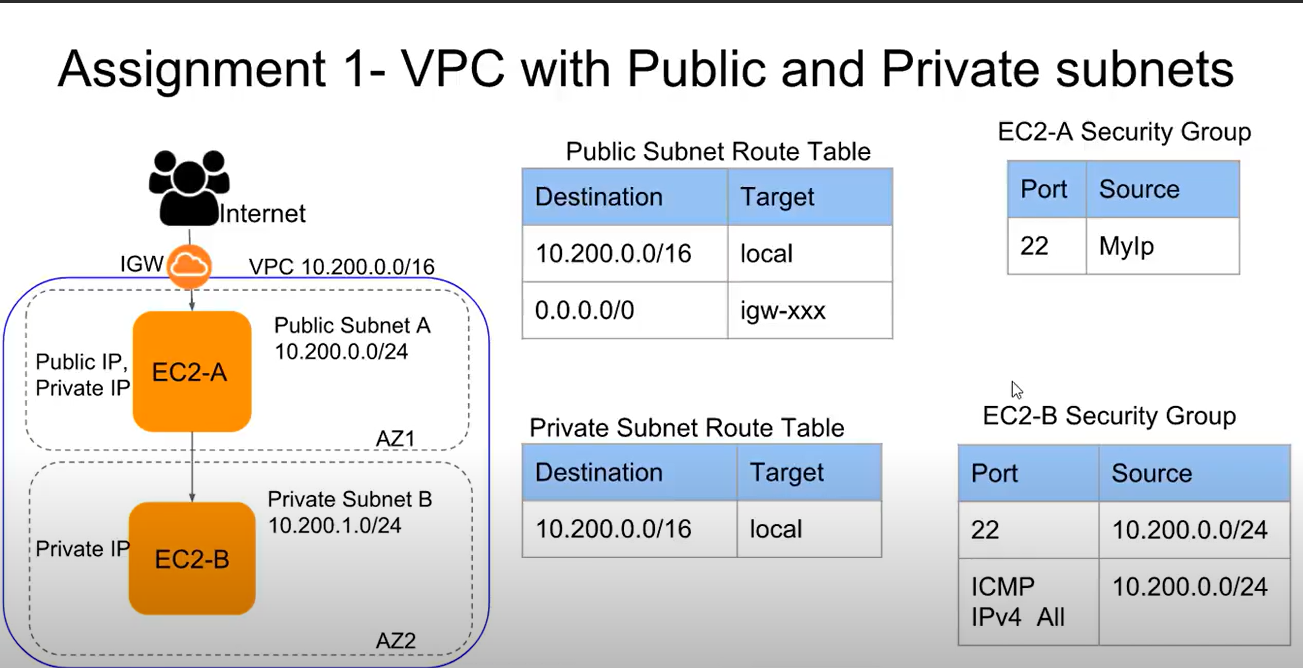 Assignment 1- VPC with Public and Private subnets
Internet
IGW
VPC 10.200.0.0/16
Public Subnet A
10.200.0.0/24
Public IP,
Private IP
EC2-A
AZ1
Private Subnet B
10.200.1.0/24
Private IP
EC2-B
AZ2
Public Subnet Route Table
Destination Target
10.200.0.0/16 local
0.0.0.0/0 igw-xxx
Private Subnet Route Table
Destination Target
10.200.0.0/16 local
EC2-A Security Group
Port Source
22 MyIp
EC2-B Security Group
Port Source
22 10.200.0.0/24
ICMP 10.200.0.0/24
IPv4 All